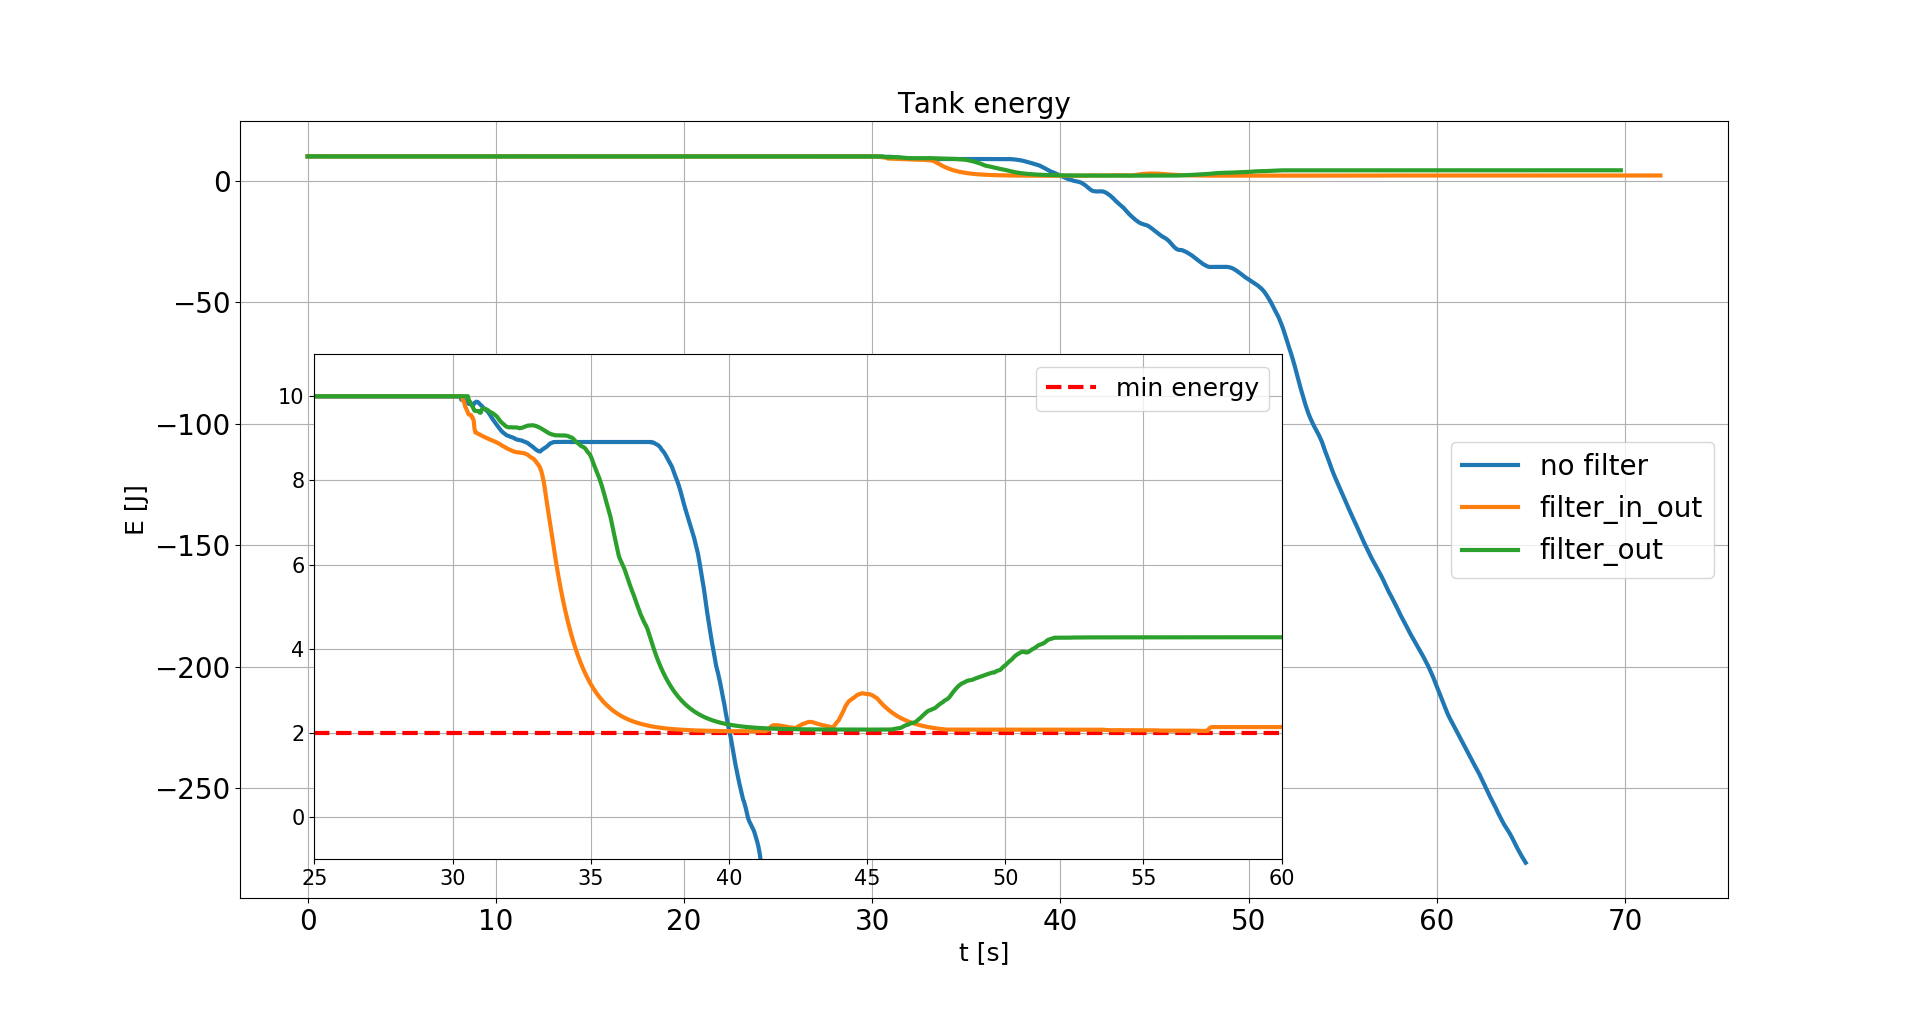 Tank energy
E [J]
0
−50
−100
−150
−200
−250
10
8
6
4
2
0
min energy
25 30 35 40 45 50 55 60
no filter
filter_in_out
filter_out
0 10 20 30 40 50 60 70
t [s]